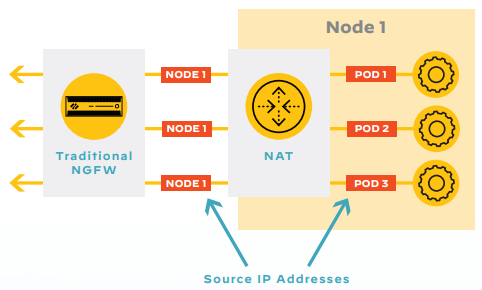 Node 1
NODE 1
POD 1
NODE 1
POD 2
Traditional
NGFW
NAT
NODE 1
POD 3
Source IP Addresses